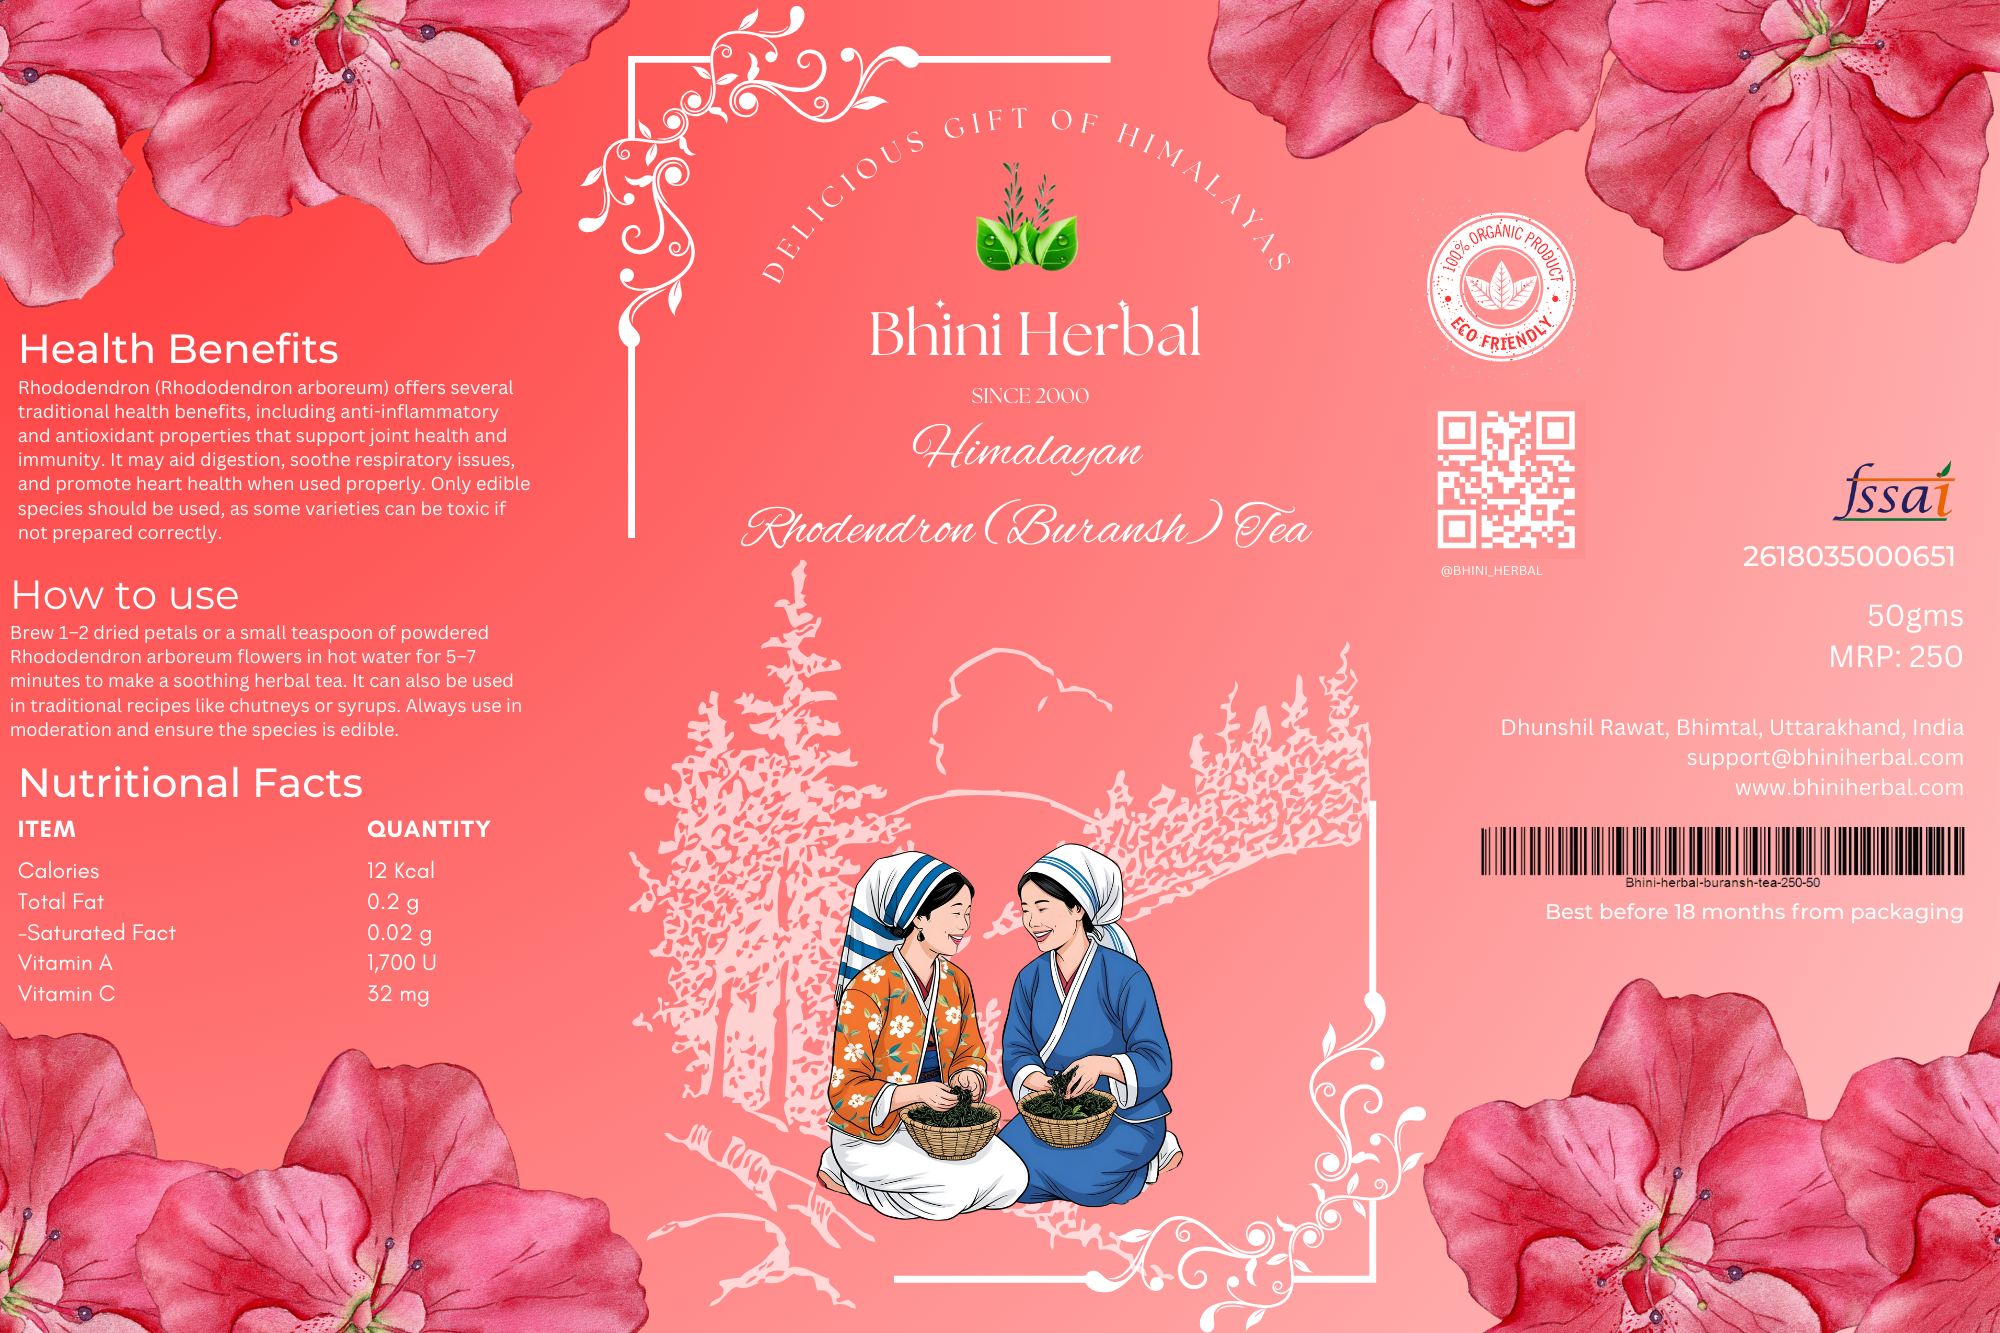 Health Benefits
Rhododendron (Rhododendron arboreum) offers several
traditional health benefits, including anti-inflammatory
and antioxidant properties that support joint health and
immunity. It may aid digestion, soothe respiratory issues,
and promote heart health when used properly. Only edible
species should be used, as some varieties can be toxic if
not prepared correctly.
How to use
Brew 1–2 dried petals or a small teaspoon of powdered
Rhododendron arboreum flowers in hot water for 5–7
minutes to make a soothing herbal tea. It can also be used
in traditional recipes like chutneys or syrups. Always use in
moderation and ensure the species is edible.
Nutritional Facts
ITEM QUANTITY
Calories 12 Kcal
Total Fat 0.2 g
-Saturated Fact 0.02 g
Vitamin A 1,700 U
Vitamin C 32 mg
DELICIOUS GIFT OF HIMALAYAS
Bhini Herbal
SINCE 2000
Himalayan
Rhodendron (Buransh) Tea
100% ORGANIC PRODUCT
ECO FRIENDLY
@BHINI_HERBAL
fssai
2618035000651
50gms
MRP: 250
Dhunshil Rawat, Bhimtal, Uttarakhand, India
support@bhiniherbal.com
www.bhiniherbal.com
Bhini-herbal-buransh-tea-250-50
Best before 18 months from packaging